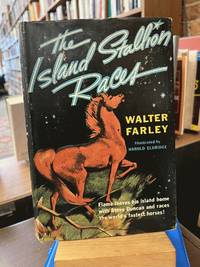 The
Island Stallion
Races
WALTER
FARLEY
Illustrated by
HAROLD ELDRIDGE
Flame leaves his island home
with Steve Duncan and races
the world's fastest horses!